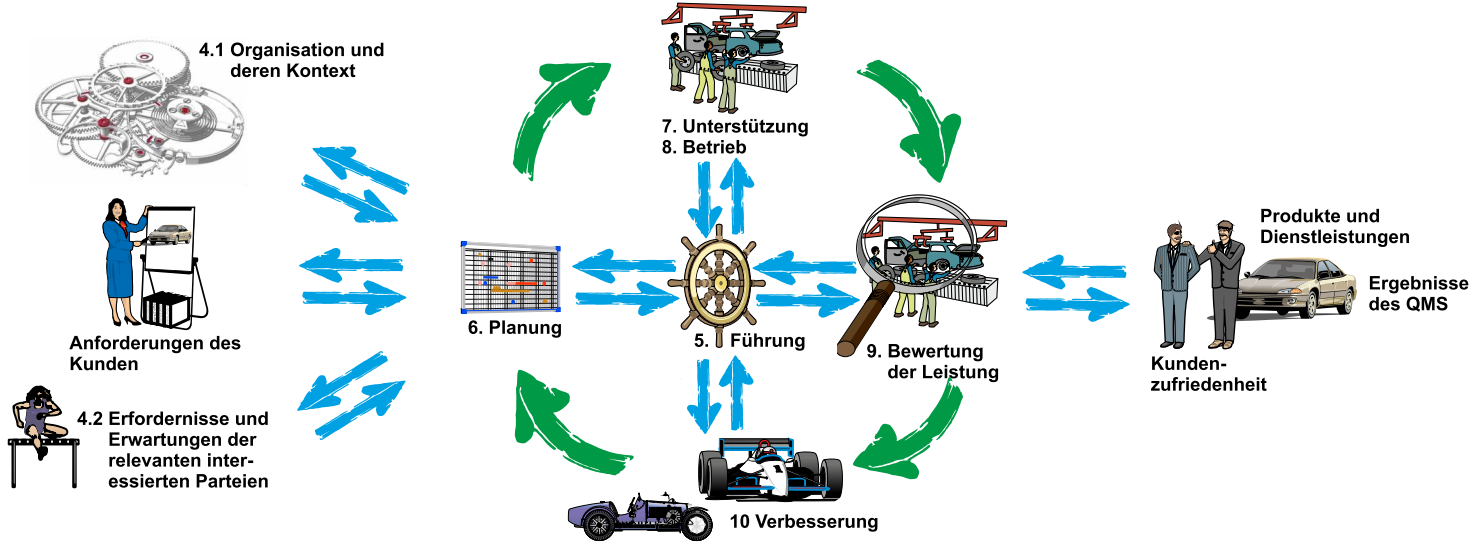 4.1 Organisation und
deren Kontext
7. Unterstützung
8. Betrieb
Anforderungen des
Kunden
4.2 Erfordernisse und
Erwartungen der
relevanten inter-
essierten Parteien
6. Planung
5. Führung
9. Bewertung
der Leistung
1
10 Verbesserung
Produkte und
Dienstleistungen
Ergebnisse
des QMS
Kunden-
zufriedenheit